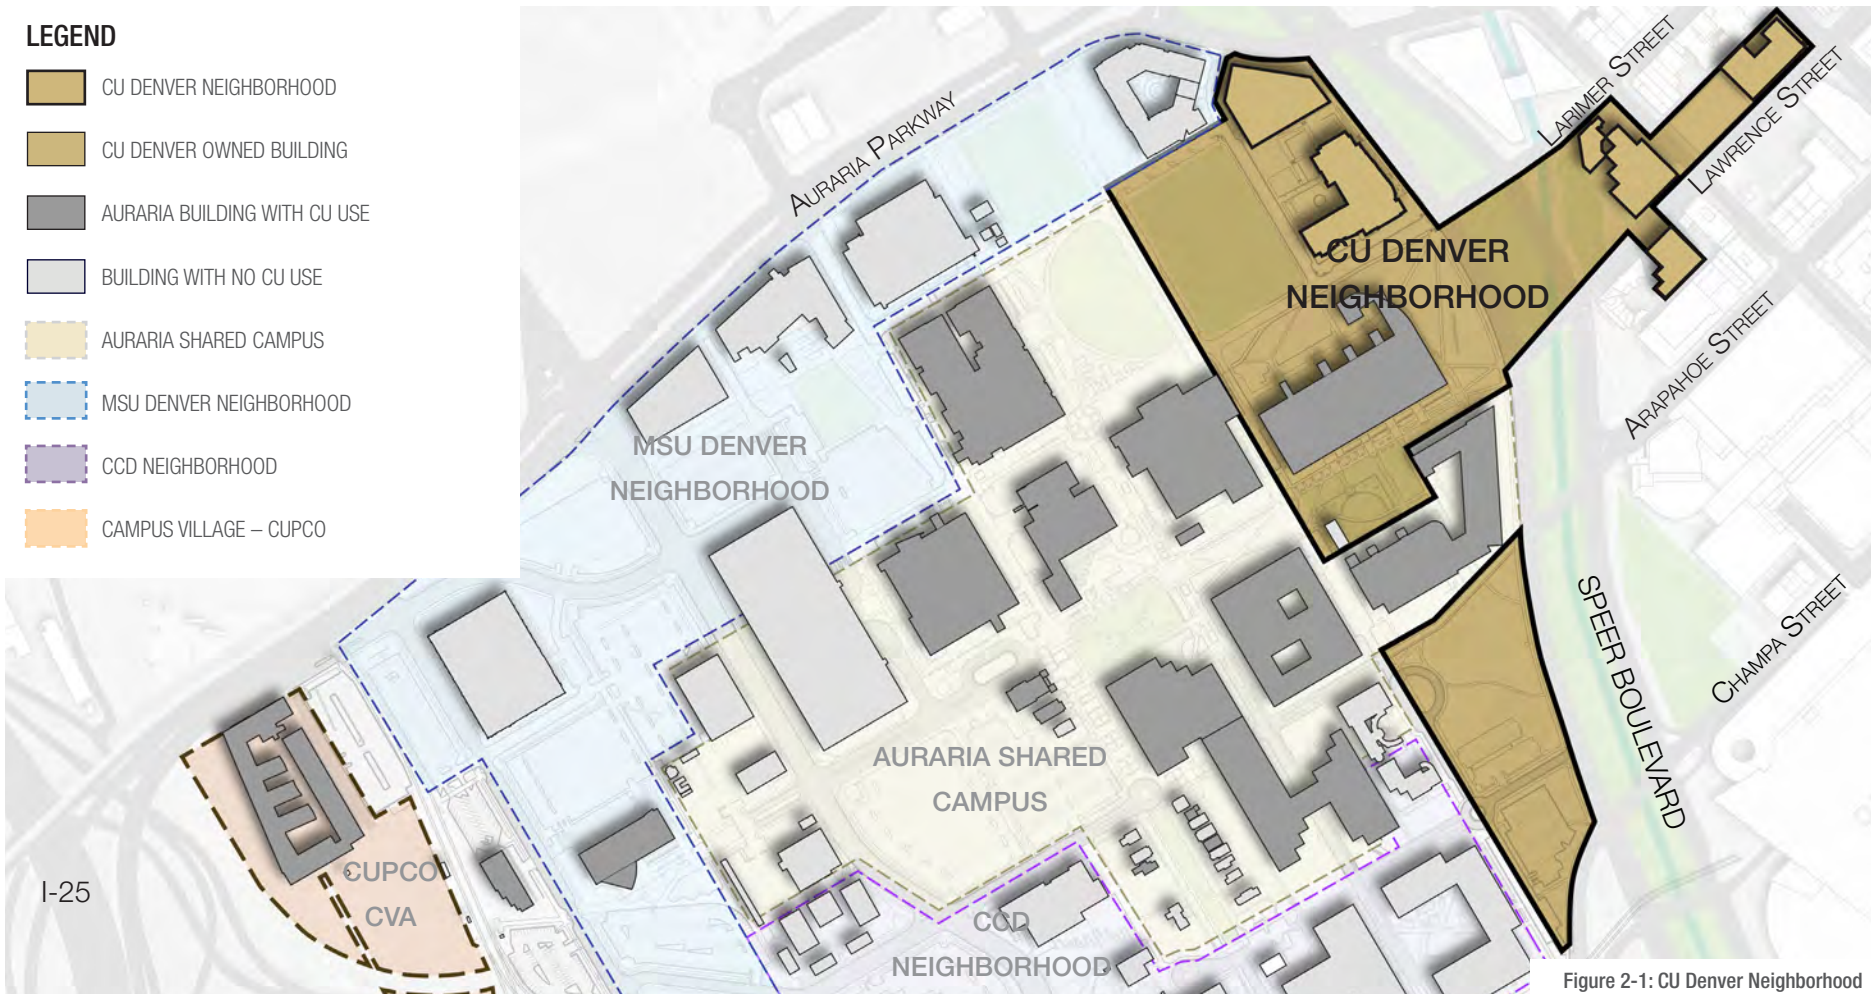 LEGEND
CU DENVER NEIGHBORHOOD
CU DENVER OWNED BUILDING
AURARIA BUILDING WITH CU USE
BUILDING WITH NO CU USE
AURARIA SHARED CAMPUS
MSU DENVER NEIGHBORHOOD
CCD NEIGHBORHOOD
CAMPUS VILLAGE – CUPCO
AURARIA PARKWAY
LARIMER STREET
LAWRENCE STREET
CU DENVER
NEIGHBORHOOD
ARAPAHOE STREET
MSU DENVER
NEIGHBORHOOD
SPEER BOULEVARD
CHAMPA STREET
AURARIA SHARED
CAMPUS
I-25
CUPCO
CVA
CCD
NEIGHBORHOOD
Figure 2-1: CU Denver Neighborhood